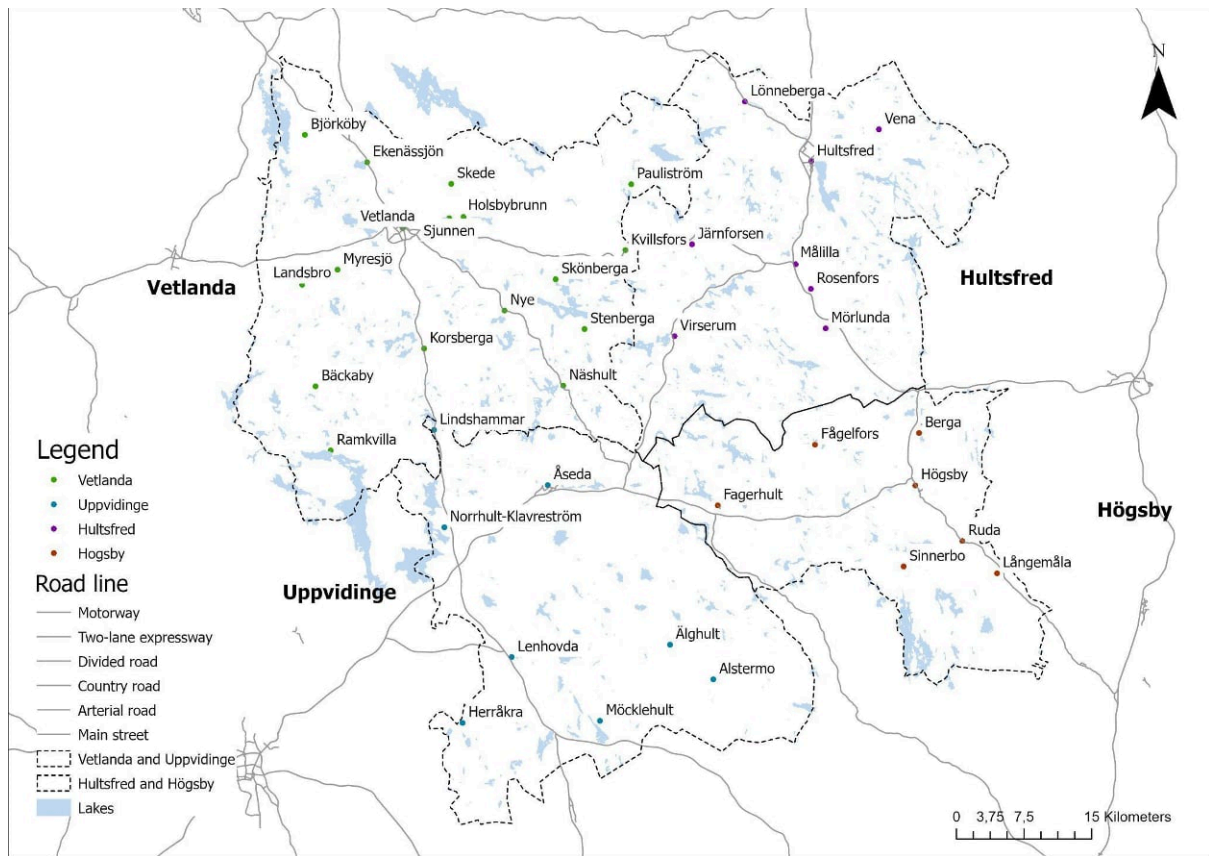 N
Lönneberga
Vena
Björköby
Hultsfred
Ekenässjön
Skede
Pauliström
Holsbybrunn
Vetlanda
Sjunnen
Kvillsfors
Järnforsen
Målilla
Myresjö
Landsbro
Skönberga
Rosenfors
Hultsfred
Vetlanda
Nye
Stenberga
Virserum
Mörlunda
Korsberga
Bäckaby
Näshult
Lindshammar
Fågelfors
Berga
Ramkvilla
Åseda
Högsby
Fagerhult
Högsby
Norrhult-Klavreström
Ruda
Sinnerbo
Långemåla
Uppvidinge
Älghult
Lenhovda
Alstermo
Herråkra
Möcklehult
Legend
Vetlanda
Uppvidinge
Hultsfred
Hogsby
Road line
Motorway
Two-lane expressway
Divided road
Country road
Arterial road
Main street
Vetlanda and Uppvidinge
Hultsfred and Högsby
Lakes
0 3,75 7,5 15 Kilometers